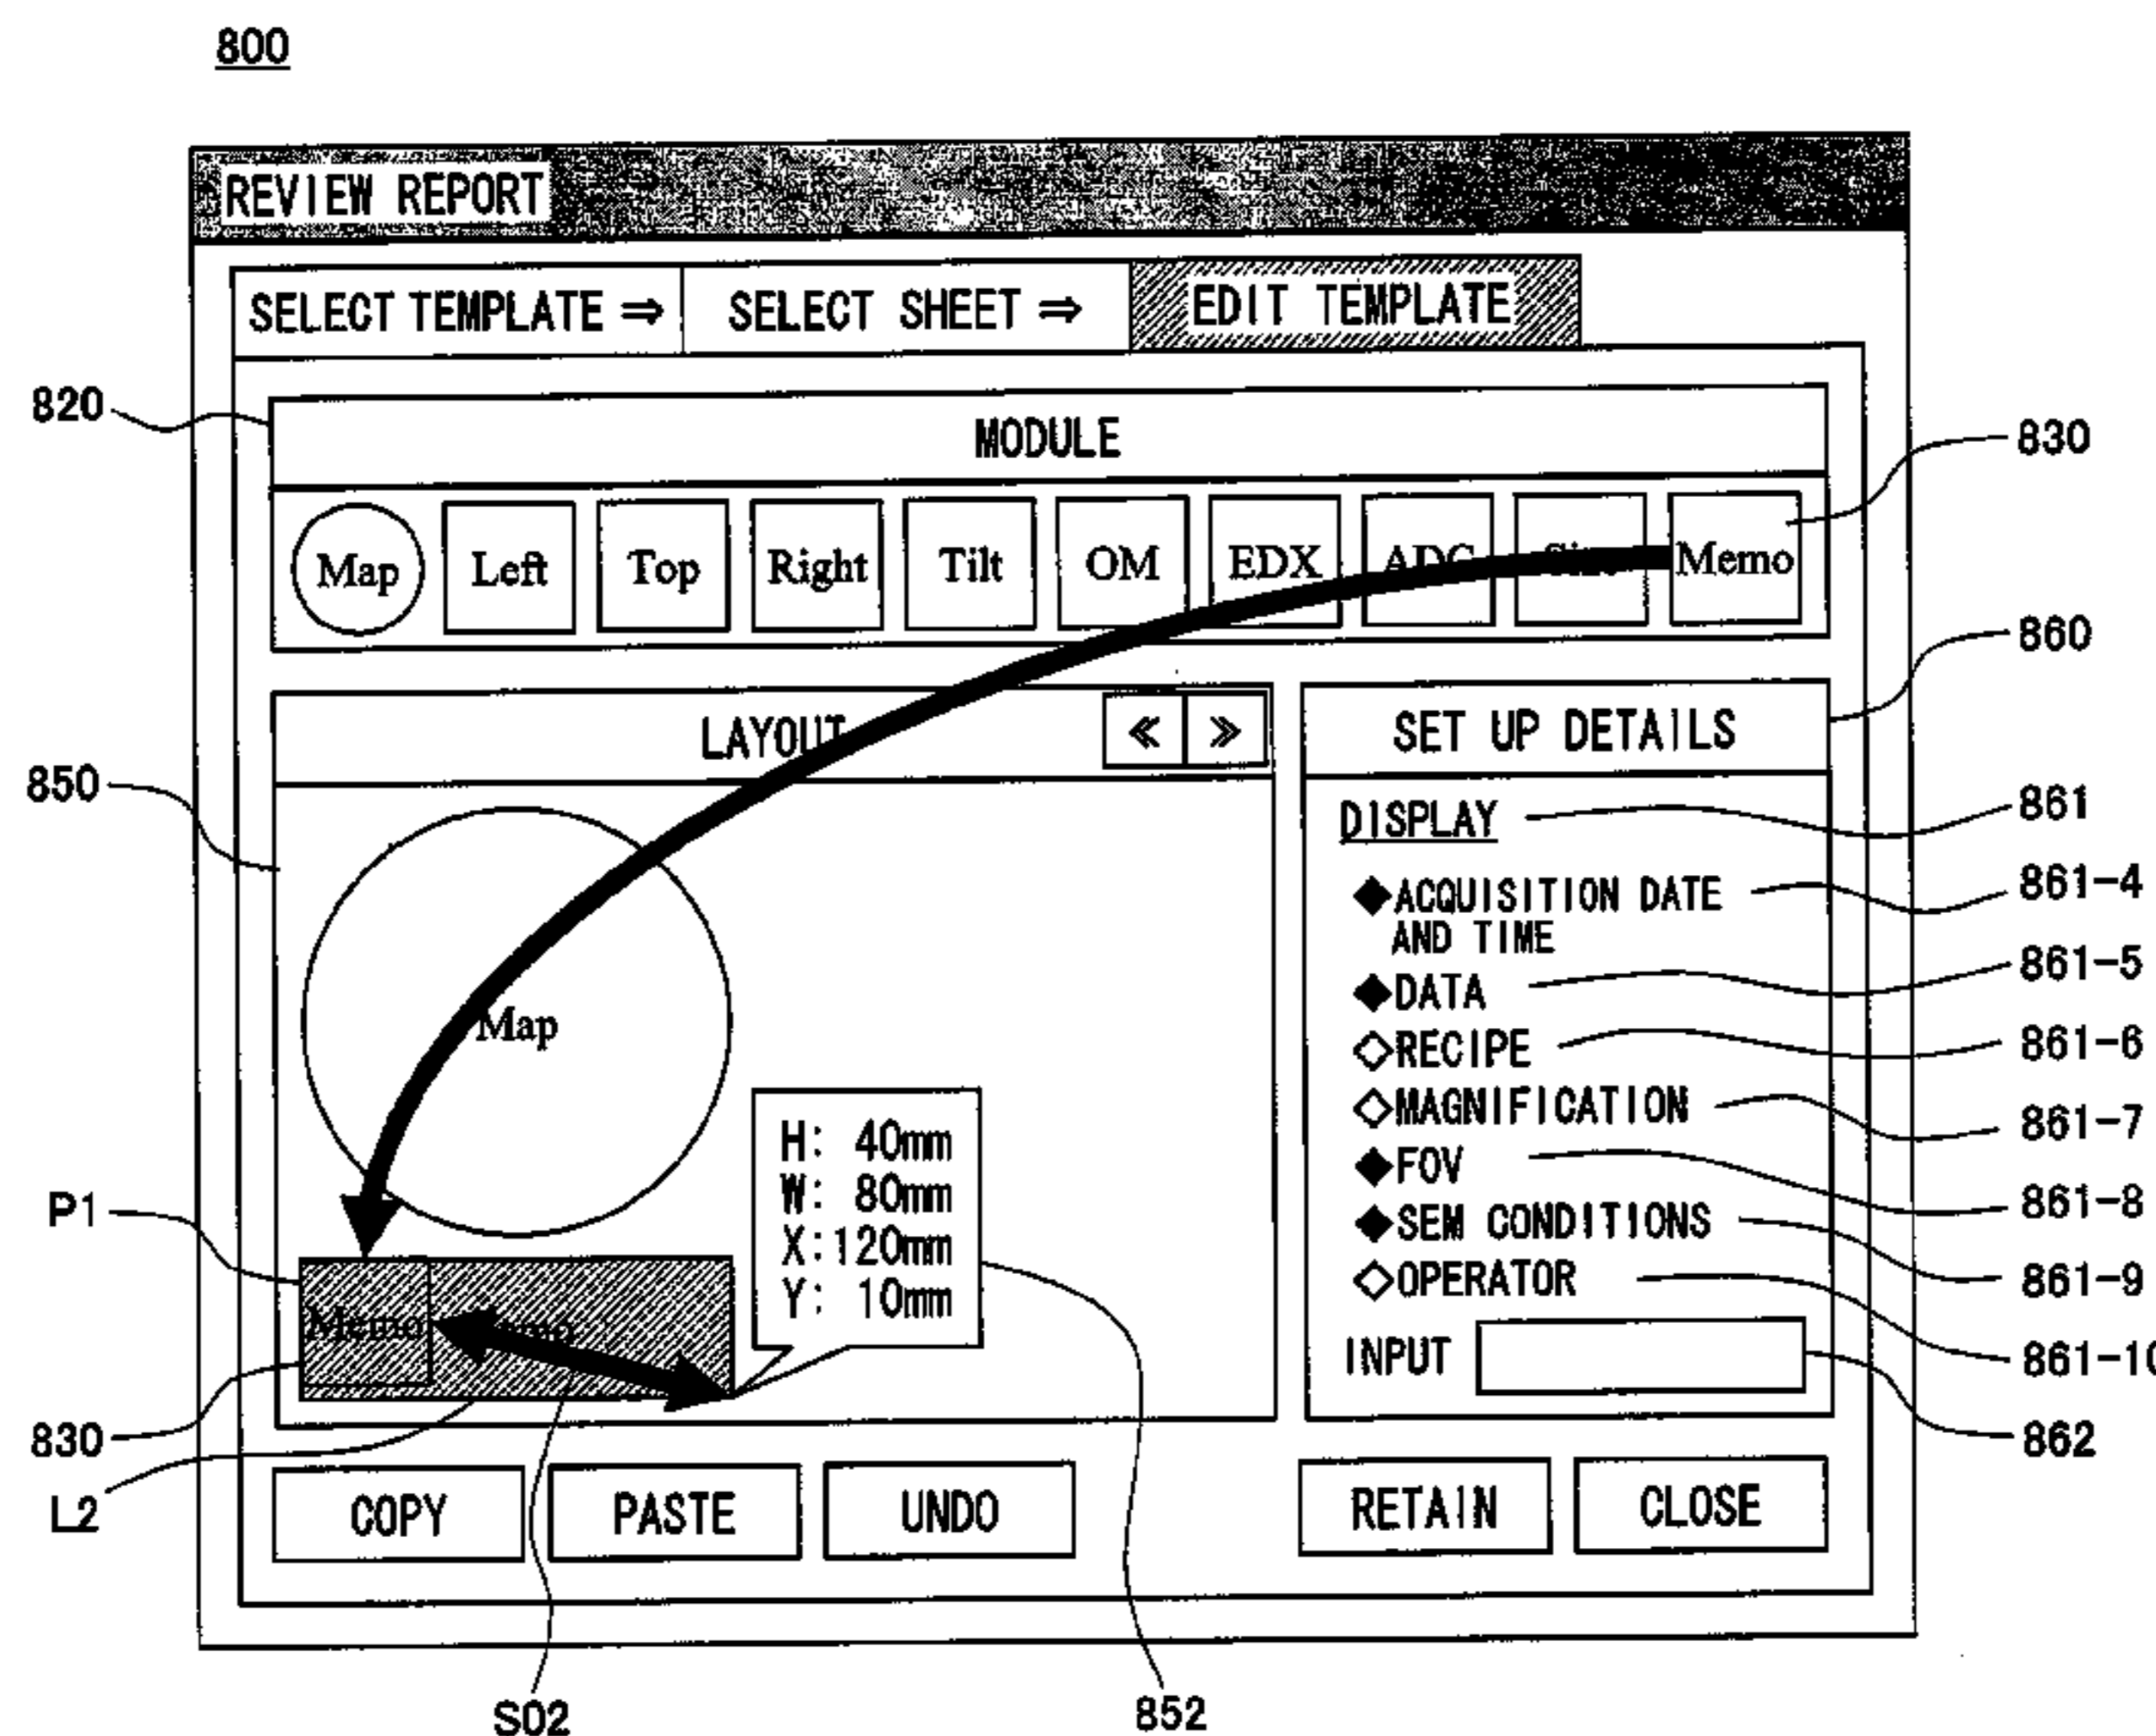 800
REVIEW REPORT
SELECT TEMPLATE ⇒ SELECT SHEET ⇒ EDIT TEMPLATE
820
MODULE
830
Map Left Top Right Tilt OM EDX ADC Memo
860
LAYOUT « »
SET UP DETAILS
850
DISPLAY
861
◆ACQUISITION DATE
AND TIME
861-4
◆DATA
861-5
◇RECIPE
861-6
◇MAGNIFICATION
861-7
◆FOV
861-8
◆SEM CONDITIONS
861-9
◇OPERATOR
861-10
INPUT
862
Map
H: 40mm
W: 80mm
X:120mm
Y: 10mm
P1
Memo
830
L2
COPY PASTE UNDO RETAIN CLOSE
S02
852